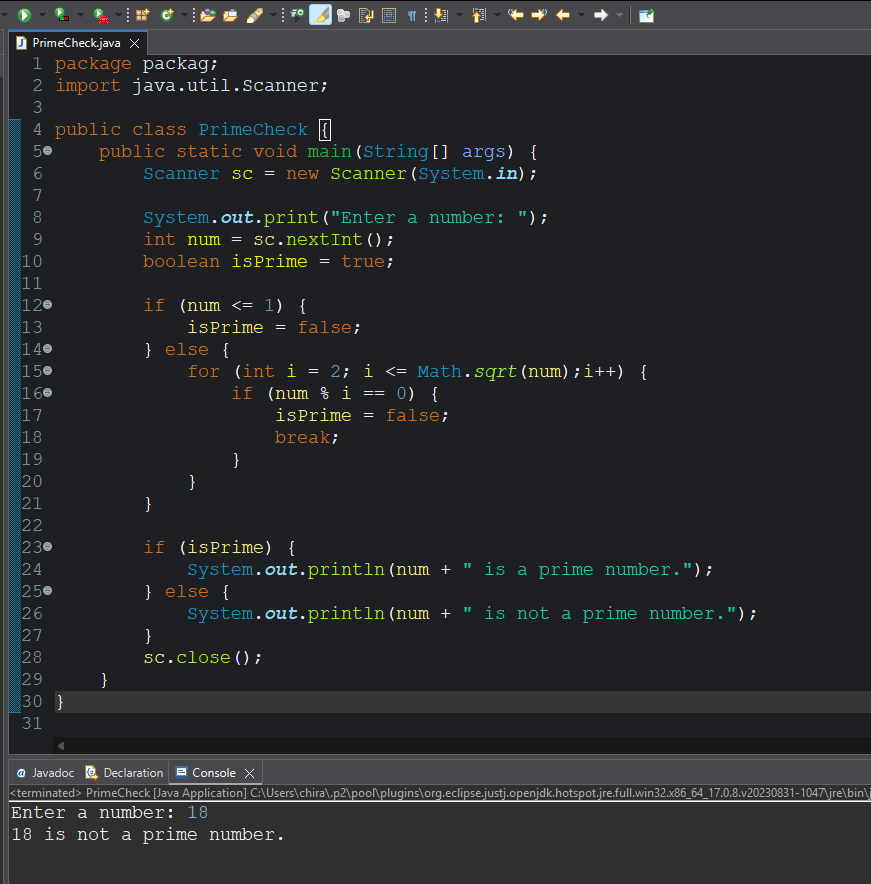 PrimeCheck.java
1 package packag;
2 import java.util.Scanner;
3
4 public class PrimeCheck {
5     public static void main(String[] args) {
6         Scanner sc = new Scanner(System.in);
7
8         System.out.print("Enter a number: ");
9         int num = sc.nextInt();
10         boolean isPrime = true;
11
12         if (num <= 1) {
13             isPrime = false;
14         } else {
15             for (int i = 2; i <= Math.sqrt(num);i++) {
16                 if (num % i == 0) {
17                     isPrime = false;
18                     break;
19                 }
20             }
21         }
22
23         if (isPrime) {
24             System.out.println(num + " is a prime number.");
25         } else {
26             System.out.println(num + " is not a prime number.");
27         }
28         sc.close();
29     }
30 }
31
Javadoc Declaration Console
<terminated> PrimeCheck [Java Application] C:\Users\chira\.p2\pool\plugins\org.eclipse.justj.openjdk.hotspot.jre.full.win32.x86_64_17.0.8.v20230831-1047\jre\bin\j
Enter a number: 18
18 is not a prime number.